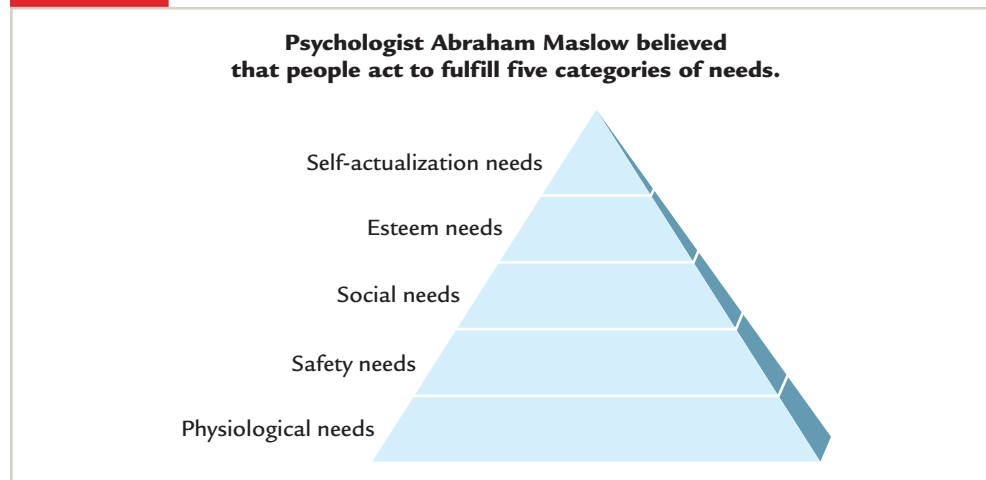 Psychologist Abraham Maslow believed
that people act to fulfill five categories of needs.
Self-actualization needs
Esteem needs
Social needs
Safety needs
Physiological needs